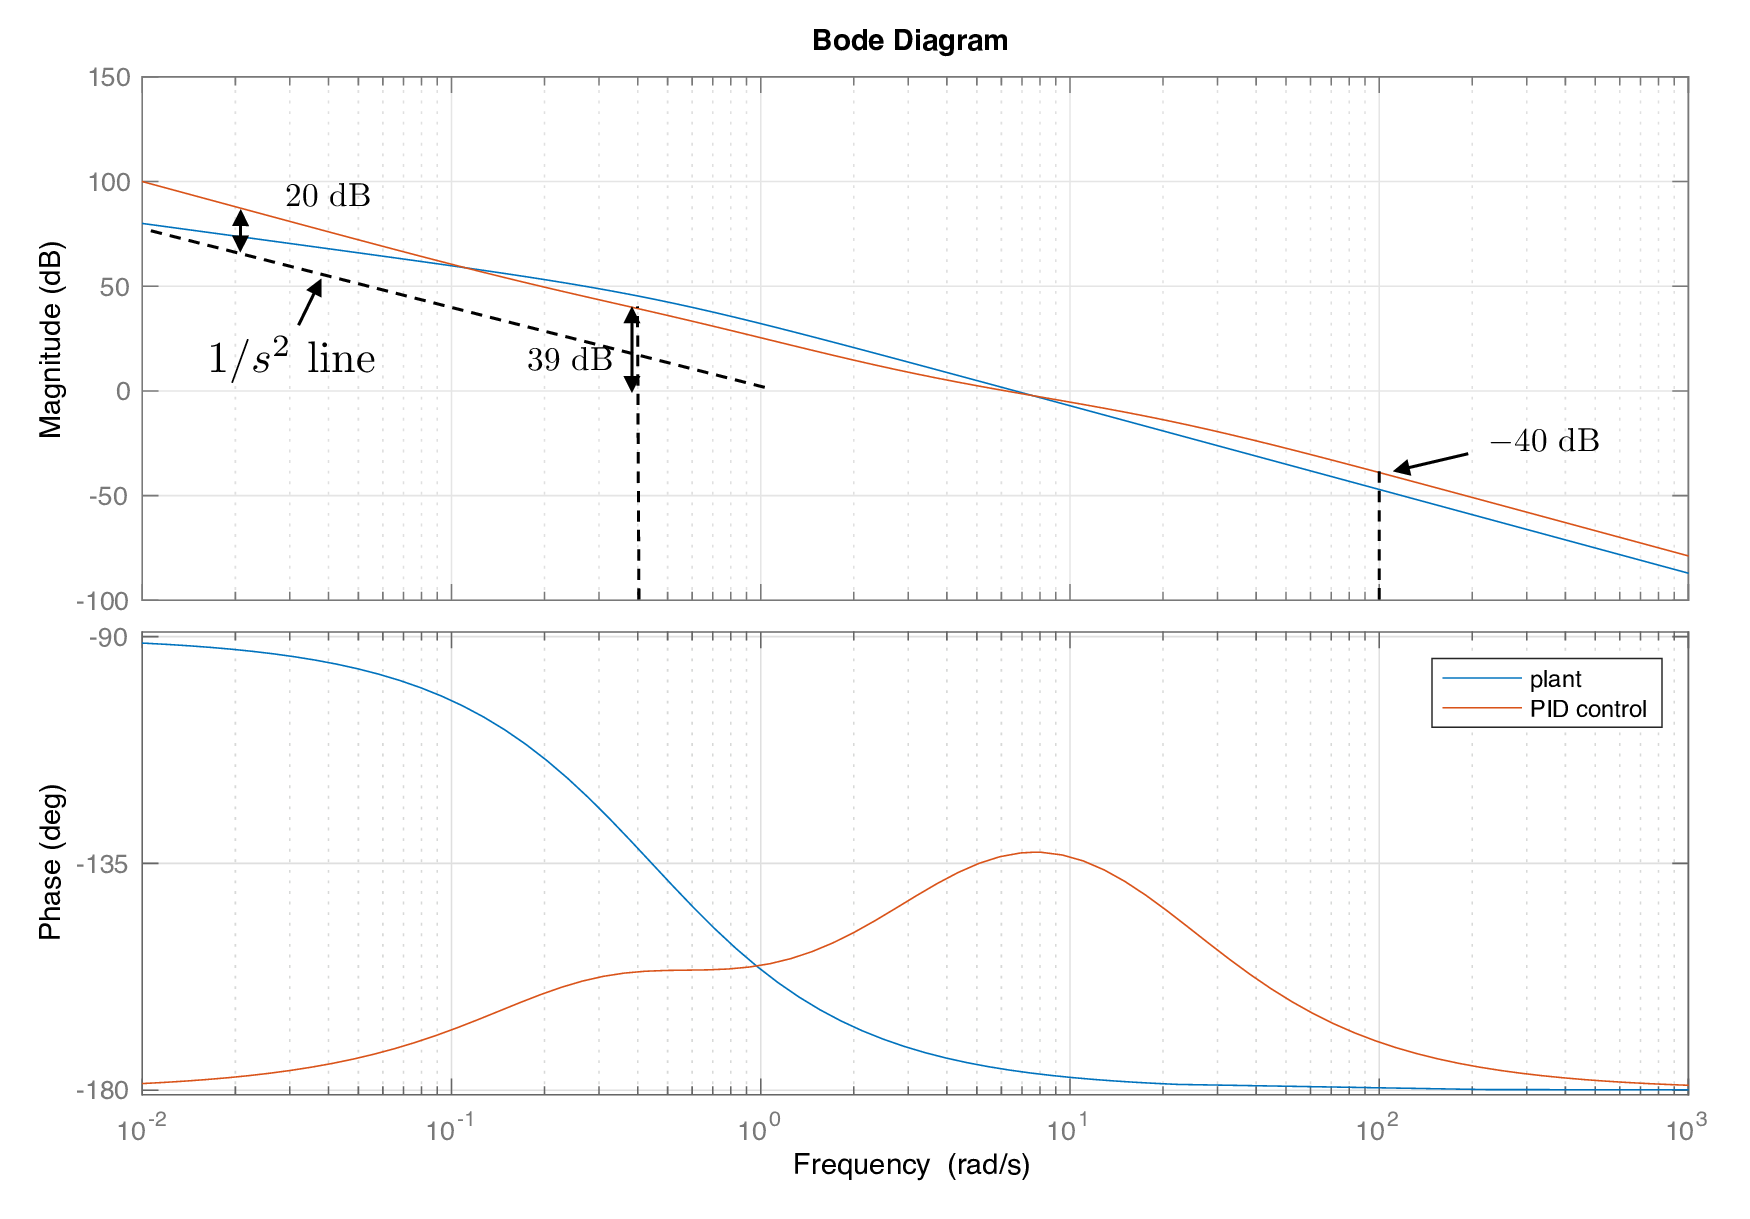 Bode Diagram
Magnitude (dB)
150
100
50
0
-50
-100
20 dB
1/s² line
39 dB
−40 dB
Phase (deg)
-90
-135
-180
plant
PID control
10⁻² 10⁻¹ 10⁰ 10¹ 10² 10³
Frequency (rad/s)